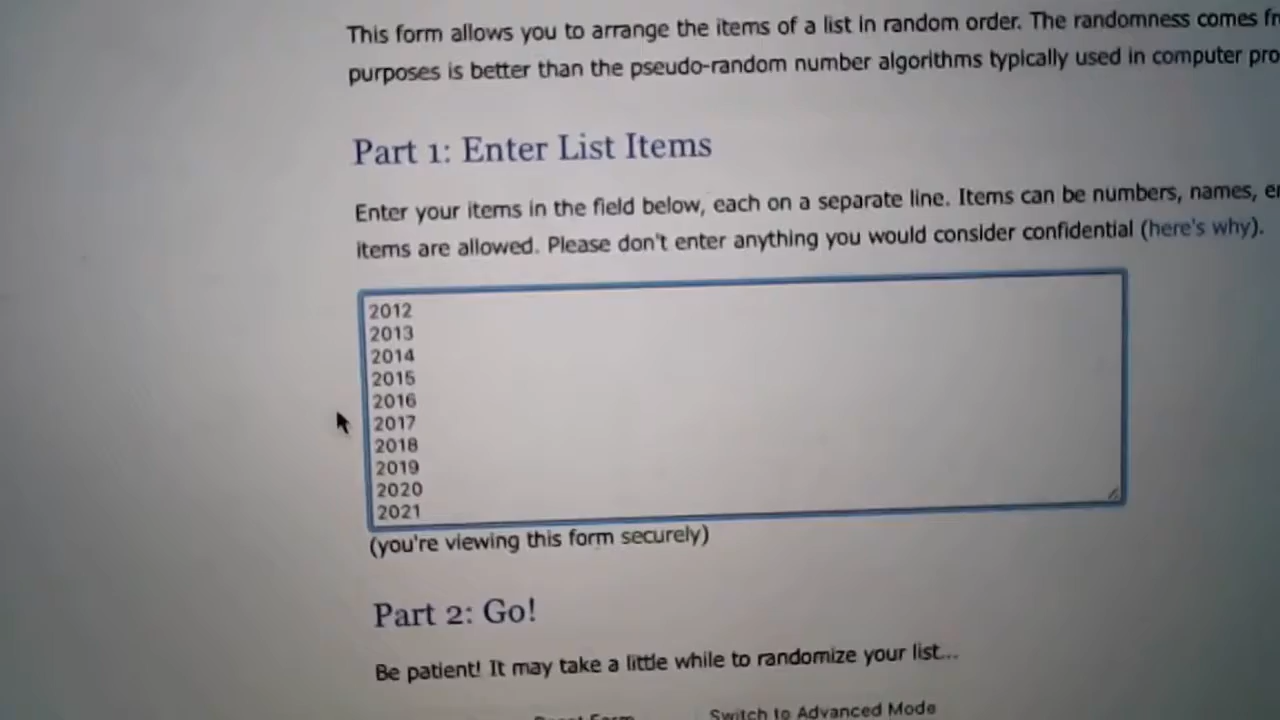 This form allows you to arrange the items of a list in random order. The randomness comes
purposes is better than the pseudo-random number algorithms typically used in computer
Part 1: Enter List Items
Enter your items in the field below, each on a separate line. Items can be numbers, names,
items are allowed. Please don't enter anything you would consider confidential (here's why).
2012
2013
2014
2015
2016
2017
2018
2019
2020
2021
(you're viewing this form securely)
Part 2: Go!
Be patient! It may take a little while to randomize your list...
Switch to Advanced Mode